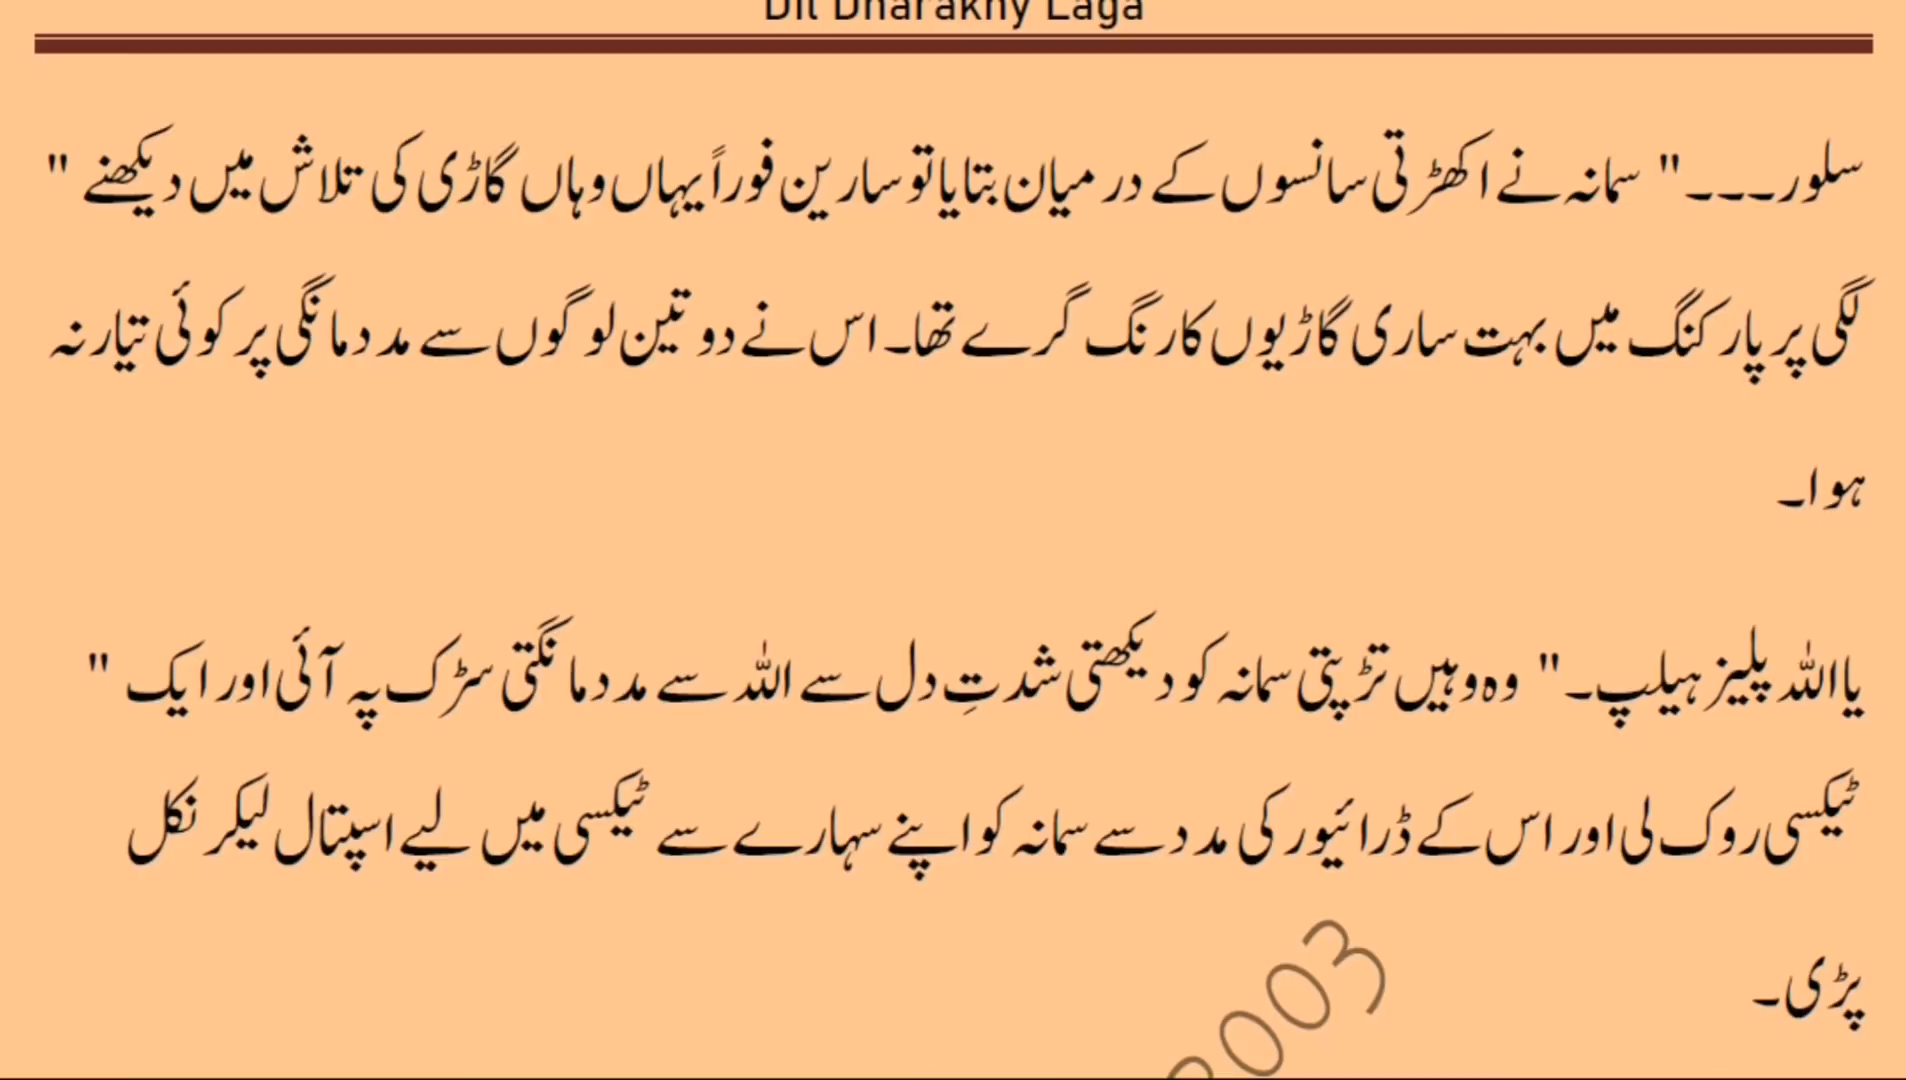 Dil Dharakny Laga
سلور۔۔۔" سمانہ نے اکھڑتی سانسوں کے درمیان بتایا تو سارین فوراً یہاں وہاں گاڑی کی تلاش میں دیکھنے "
لگی پر پارکنگ میں بہت ساری گاڑیوں کا رنگ گرے تھا۔ اس نے دو تین لوگوں سے مدد مانگی پر کوئی تیار نہ
ہوا۔
یا اللہ پلیز ہیلپ۔" وہ وہیں تڑپتی سمانہ کو دیکھتی شدتِ دل سے اللہ سے مدد مانگتی سڑک پہ آئی اور ایک "
ٹیکسی روک لی اور اس کے ڈرائیور کی مدد سے سمانہ کو اپنے سہارے سے ٹیکسی میں لیے اسپتال لیکر نکل
پڑی۔